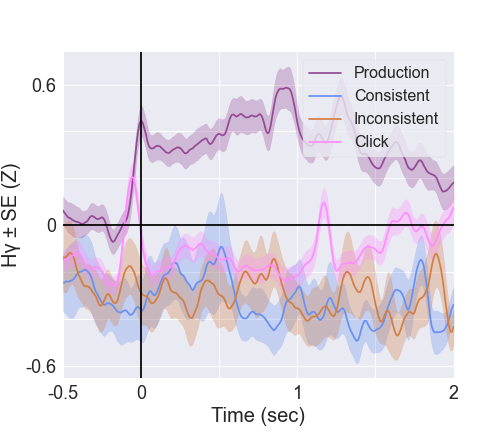 Production
Consistent
Inconsistent
Click
0.6
0
-0.6
Hγ ± SE (Z)
-0.5
0
1
2
Time (sec)